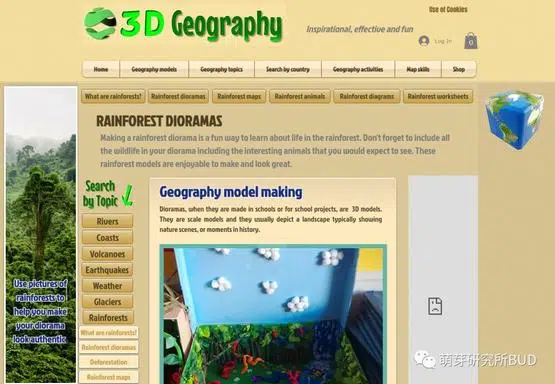 Use of Cookies
3D Geography
Inspirational, effective and fun
Log In
0
Home
Geography models
Geography topics
Search by country
Geography activities
Map skills
Shop
What are rainforests?
Rainforest dioramas
Rainforest maps
Rainforest animals
Rainforest diagrams
Rainforest worksheets
RAINFOREST DIORAMAS
Making a rainforest diorama is a fun way to learn about life in the rainforest. Don't forget to include all
the wildlife in your diorama including the interesting animals that you would expect to see. These
rainforest models are enjoyable to make and look great.
Search
by Topic
Rivers
Coasts
Volcanoes
Earthquakes
Weather
Glaciers
Rainforests
What are rainforests?
Rainforest dioramas
Deforestation
Rainforest maps
Use pictures of
rainforests to
help you make
your diorama
look authentic
Geography model making
Dioramas, when they are made in schools or for school projects, are 3D models.
They are scale models and they usually depict a landscape typically showing
nature scenes, or moments in history.
萌芽研究所BUD